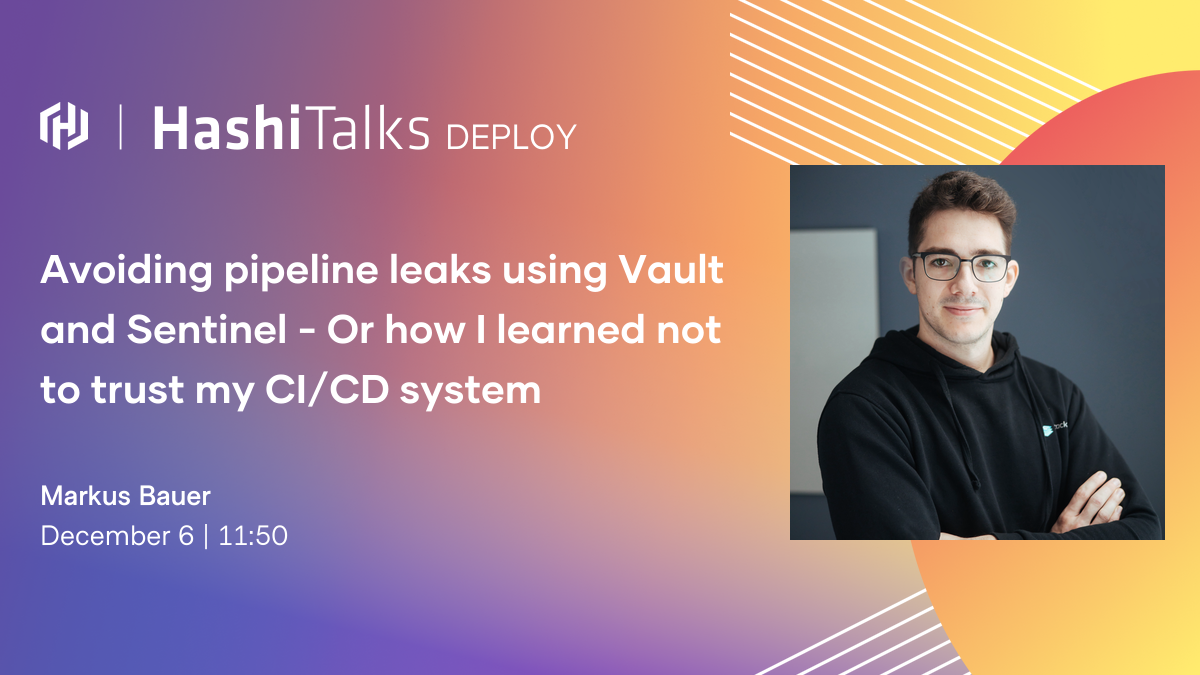 HashiTalks DEPLOY
Avoiding pipeline leaks using Vault
and Sentinel - Or how I learned not
to trust my CI/CD system
Markus Bauer
December 6 | 11:50